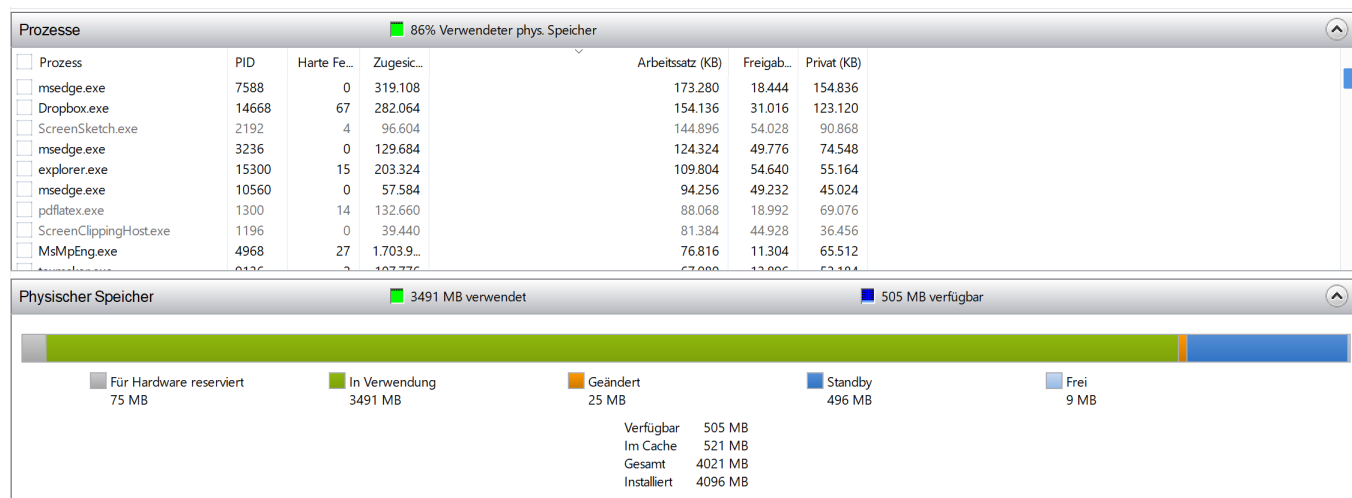 Prozesse 86% Verwendeter phys. Speicher
Prozess PID Harte Fe... Zugesic... Arbeitssatz (KB) Freigab... Privat (KB)
msedge.exe 7588 0 319.108 173.280 18.444 154.836
Dropbox.exe 14668 67 282.064 154.136 31.016 123.120
ScreenSketch.exe 2192 4 96.604 144.896 54.028 90.868
msedge.exe 3236 0 129.684 124.324 49.776 74.548
explorer.exe 15300 15 203.324 109.804 54.640 55.164
msedge.exe 10560 0 57.584 94.256 49.232 45.024
pdflatex.exe 1300 14 132.660 88.068 18.992 69.076
ScreenClippingHost.exe 1196 0 39.440 81.384 44.928 36.456
MsMpEng.exe 4968 27 1.703.9... 76.816 11.304 65.512
Physischer Speicher 3491 MB verwendet 505 MB verfügbar
Für Hardware reserviert In Verwendung Geändert Standby Frei
75 MB 3491 MB 25 MB 496 MB 9 MB
Verfügbar 505 MB
Im Cache 521 MB
Gesamt 4021 MB
Installiert 4096 MB